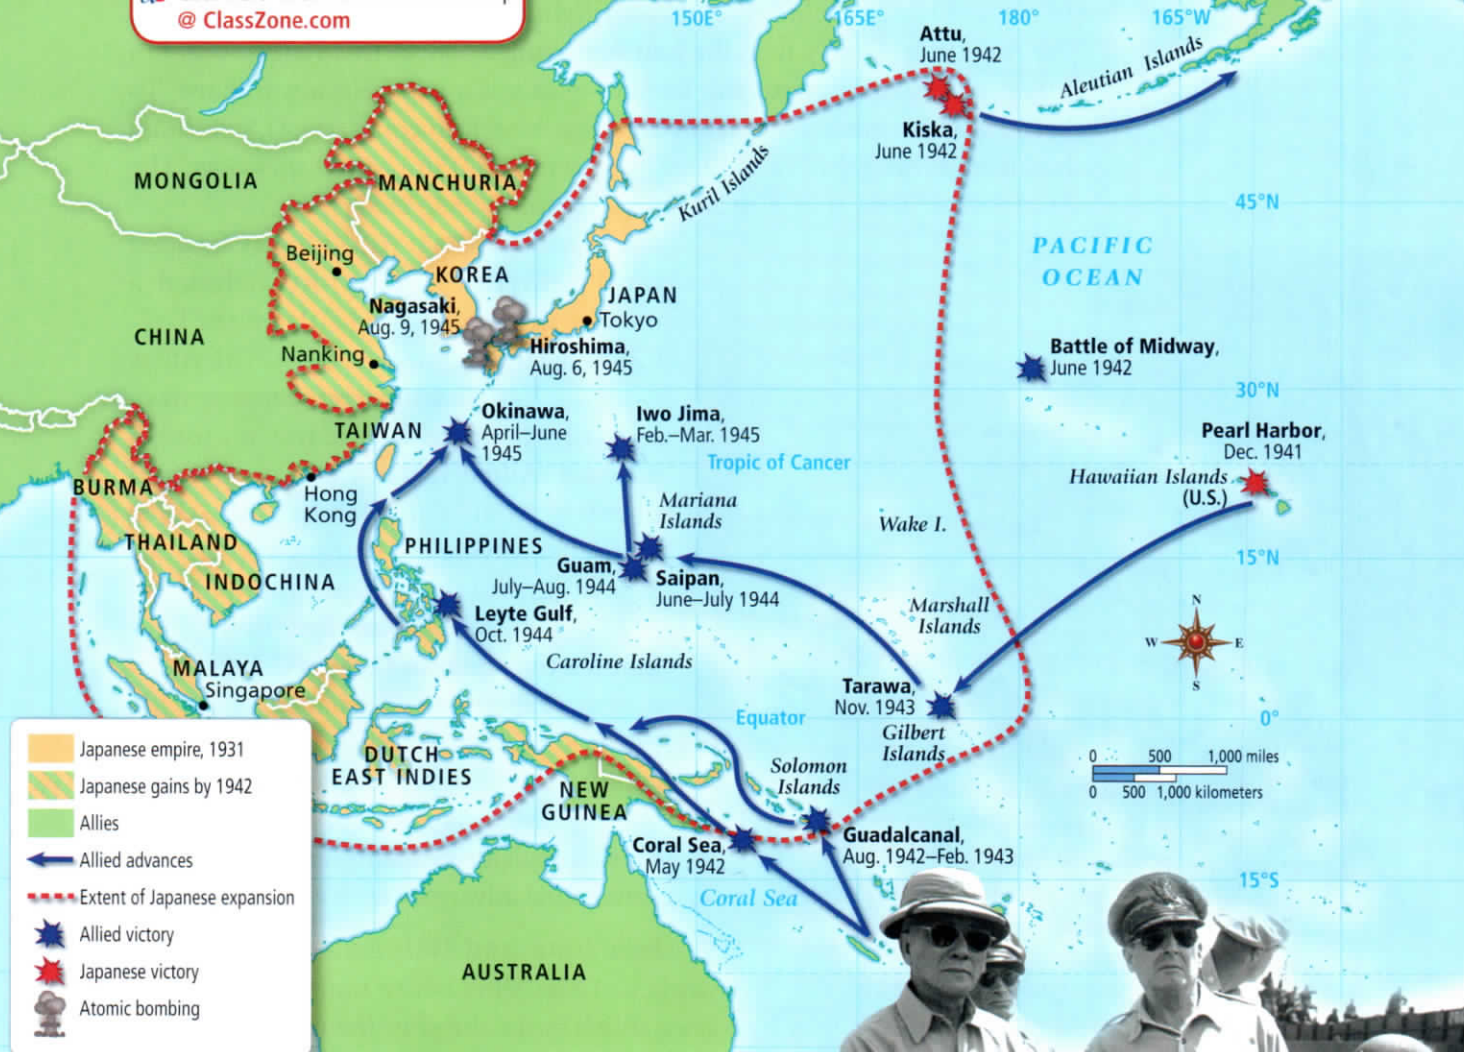 @ ClassZone.com
150°E
165°E
180°
165°W
Attu,
June 1942
Aleutian Islands
Kiska,
June 1942
MONGOLIA
MANCHURIA
Kuril Islands
45°N
PACIFIC
OCEAN
Beijing
KOREA
JAPAN
Tokyo
Nagasaki,
Aug. 9, 1945
CHINA
Nanking
Hiroshima,
Aug. 6, 1945
Battle of Midway,
June 1942
30°N
TAIWAN
Okinawa,
April–June
1945
Iwo Jima,
Feb.–Mar. 1945
Tropic of Cancer
Pearl Harbor,
Dec. 1941
Hawaiian Islands
(U.S.)
BURMA
Hong
Kong
Mariana
Islands
Wake I.
THAILAND
PHILIPPINES
15°N
INDOCHINA
Guam,
July–Aug. 1944
Saipan,
June–July 1944
Leyte Gulf,
Oct. 1944
Marshall
Islands
N
W
E
S
MALAYA
Singapore
Caroline Islands
Tarawa,
Nov. 1943
Equator
0°
Gilbert
Islands
DUTCH
EAST INDIES
Solomon
Islands
0 500 1,000 miles
0 500 1,000 kilometers
NEW
GUINEA
Coral Sea,
May 1942
Guadalcanal,
Aug. 1942–Feb. 1943
Coral Sea
15°S
AUSTRALIA
Japanese empire, 1931
Japanese gains by 1942
Allies
Allied advances
Extent of Japanese expansion
Allied victory
Japanese victory
Atomic bombing